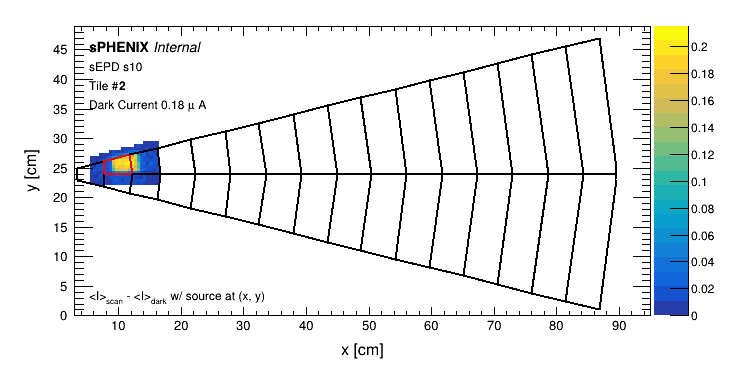 sPHENIX Internal
sEPD s10
Tile #2
Dark Current 0.18 μ A
<I>scan - <I>dark w/ source at (x, y)
y [cm]
45
40
35
30
25
20
15
10
5
0
10 20 30 40 50 60 70 80 90
x [cm]
0.2
0.18
0.16
0.14
0.12
0.1
0.08
0.06
0.04
0.02
0